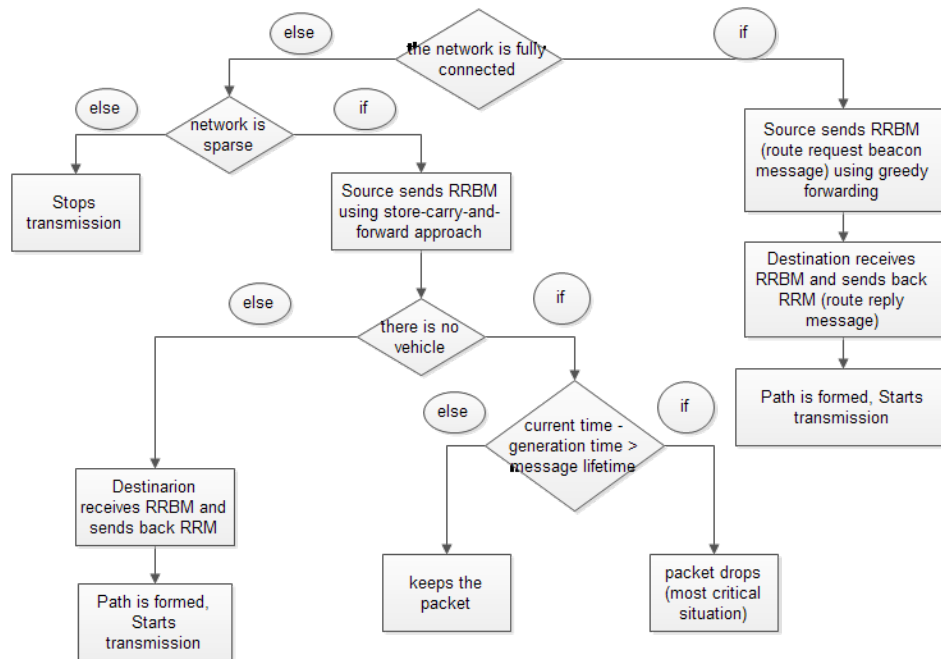 else
if
the network is fully
connected
else
if
network is
sparse
Source sends RRBM
(route request beacon
message) using greedy
forwarding
Stops
transmission
Source sends RRBM
using store-carry-and-
forward approach
Destination receives
RRBM and sends back
RRM (route reply
message)
else
if
there is no
vehicle
Path is formed, Starts
transmission
else
if
current time -
generation time >
message lifetime
Destinarion
receives RRBM and
sends back RRM
keeps the
packet
packet drops
(most critical
situation)
Path is formed,
Starts
transmission